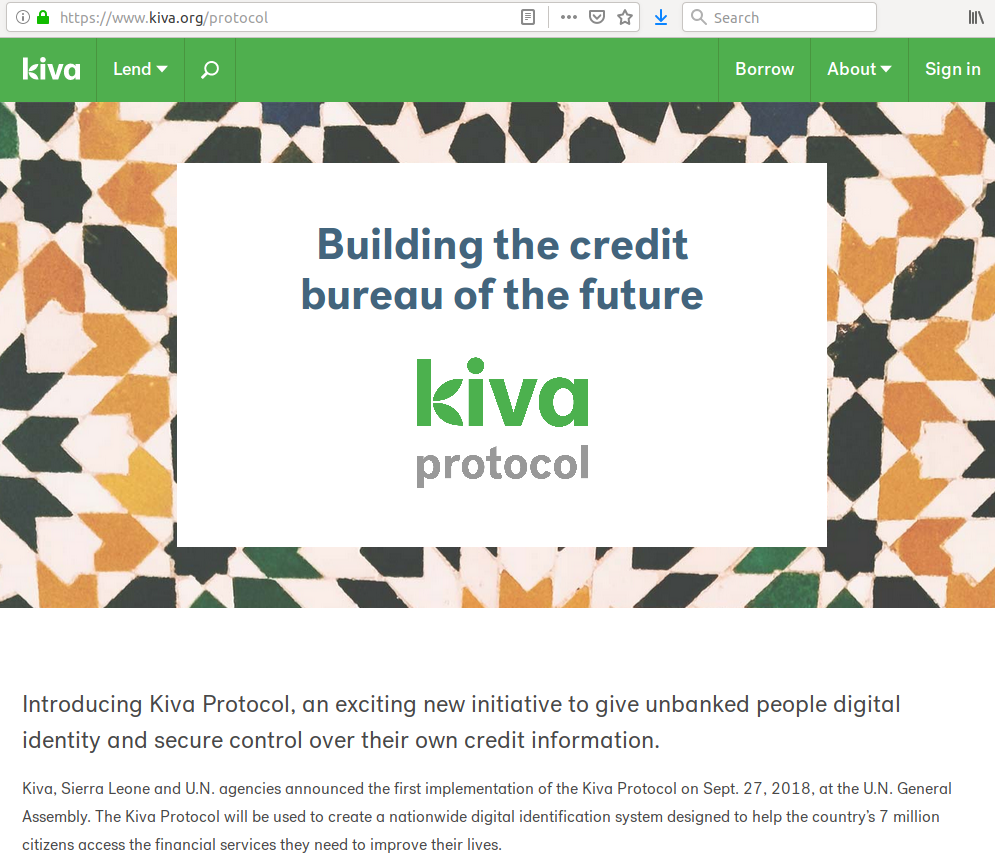 https://www.kiva.org/protocol
Search
kiva
Lend
Borrow
About
Sign in
Building the credit
bureau of the future
kiva
protocol
Introducing Kiva Protocol, an exciting new initiative to give unbanked people digital
identity and secure control over their own credit information.
Kiva, Sierra Leone and U.N. agencies announced the first implementation of the Kiva Protocol on Sept. 27, 2018, at the U.N. General
Assembly. The Kiva Protocol will be used to create a nationwide digital identification system designed to help the country's 7 million
citizens access the financial services they need to improve their lives.